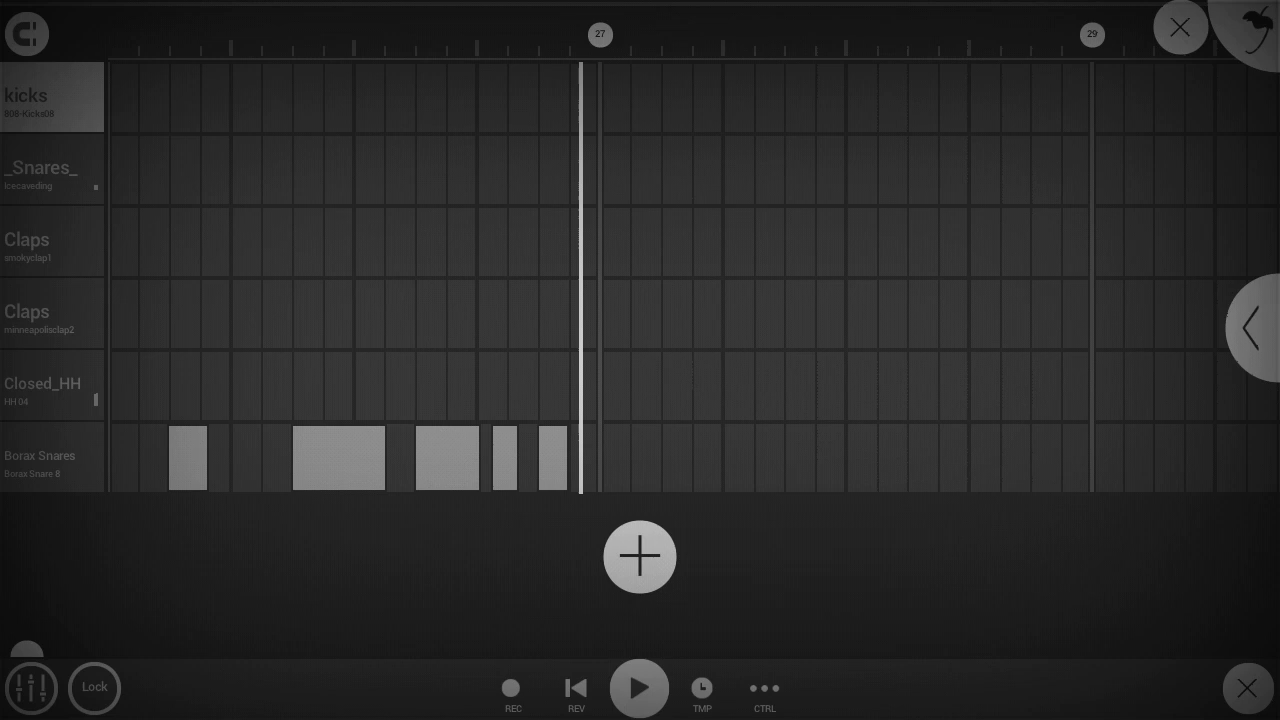 27
29
kicks
808-Kicks08
_Snares_
Icecaveding
Claps
smokyclap1
Claps
minneapolisclap2
Closed_HH
HH 04
Borax Snares
Borax Snare 8
Lock
REC
REV
TMP
CTRL